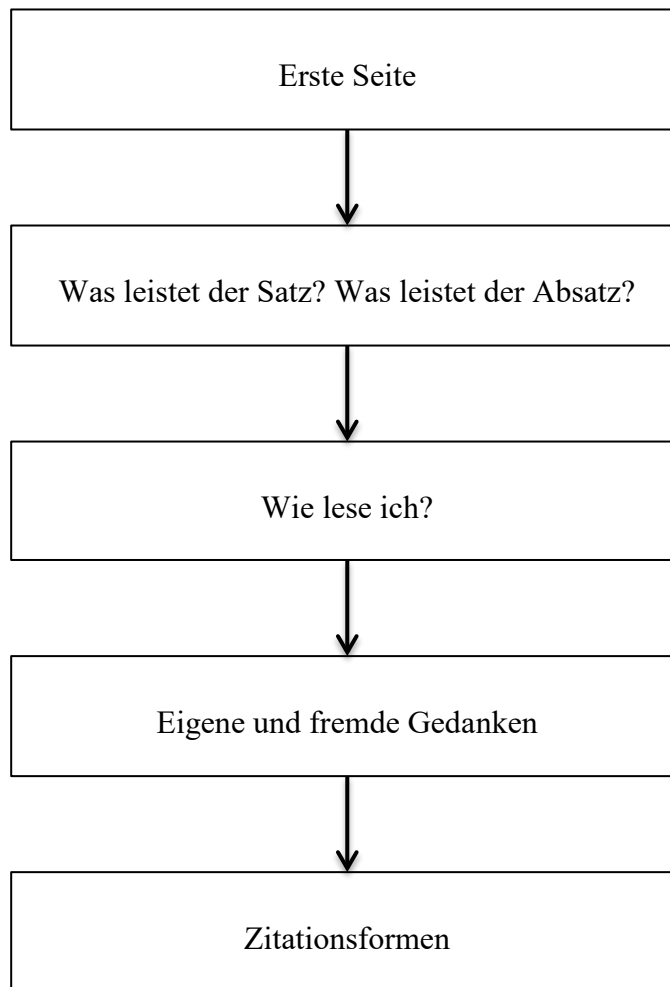 Erste Seite
Was leistet der Satz? Was leistet der Absatz?
Wie lese ich?
Eigene und fremde Gedanken
Zitationsformen